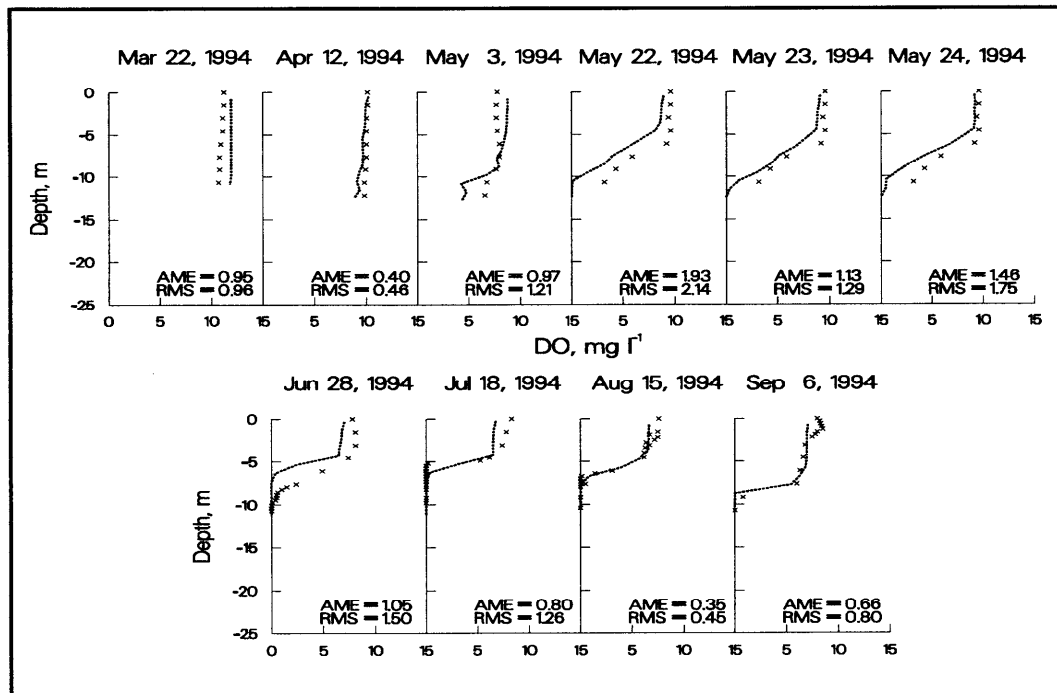 Mar 22, 1994 Apr 12, 1994 May 3, 1994 May 22, 1994 May 23, 1994 May 24, 1994
0
-5
-10
-15
-20
-25
Depth, m
AME = 0.95 AME = 0.40 AME = 0.97 AME = 1.93 AME = 1.13 AME = 1.46
RMS = 0.96 RMS = 0.46 RMS = 1.21 RMS = 2.14 RMS = 1.29 RMS = 1.75
0 5 10 15 5 10 15 5 10 15 5 10 15 5 10 15 5 10 15
DO, mg l⁻¹
Jun 28, 1994 Jul 18, 1994 Aug 15, 1994 Sep 6, 1994
0
-5
-10
-15
-20
-25
Depth, m
AME = 1.05 AME = 0.80 AME = 0.35 AME = 0.66
RMS = 1.50 RMS = 1.26 RMS = 0.45 RMS = 0.80
0 5 10 15 5 10 15 5 10 15 5 10 15